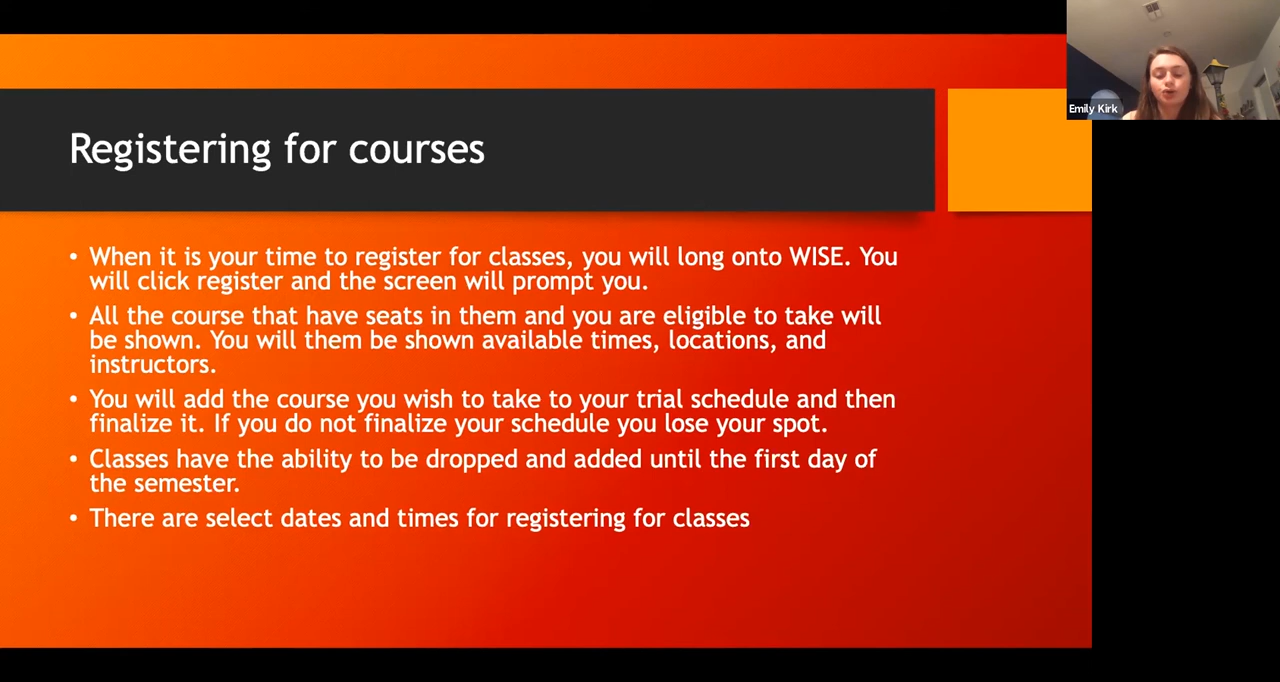 Emily Kirk
Registering for courses
• When it is your time to register for classes, you will long onto WISE. You
will click register and the screen will prompt you.
• All the course that have seats in them and you are eligible to take will
be shown. You will them be shown available times, locations, and
instructors.
• You will add the course you wish to take to your trial schedule and then
finalize it. If you do not finalize your schedule you lose your spot.
• Classes have the ability to be dropped and added until the first day of
the semester.
• There are select dates and times for registering for classes